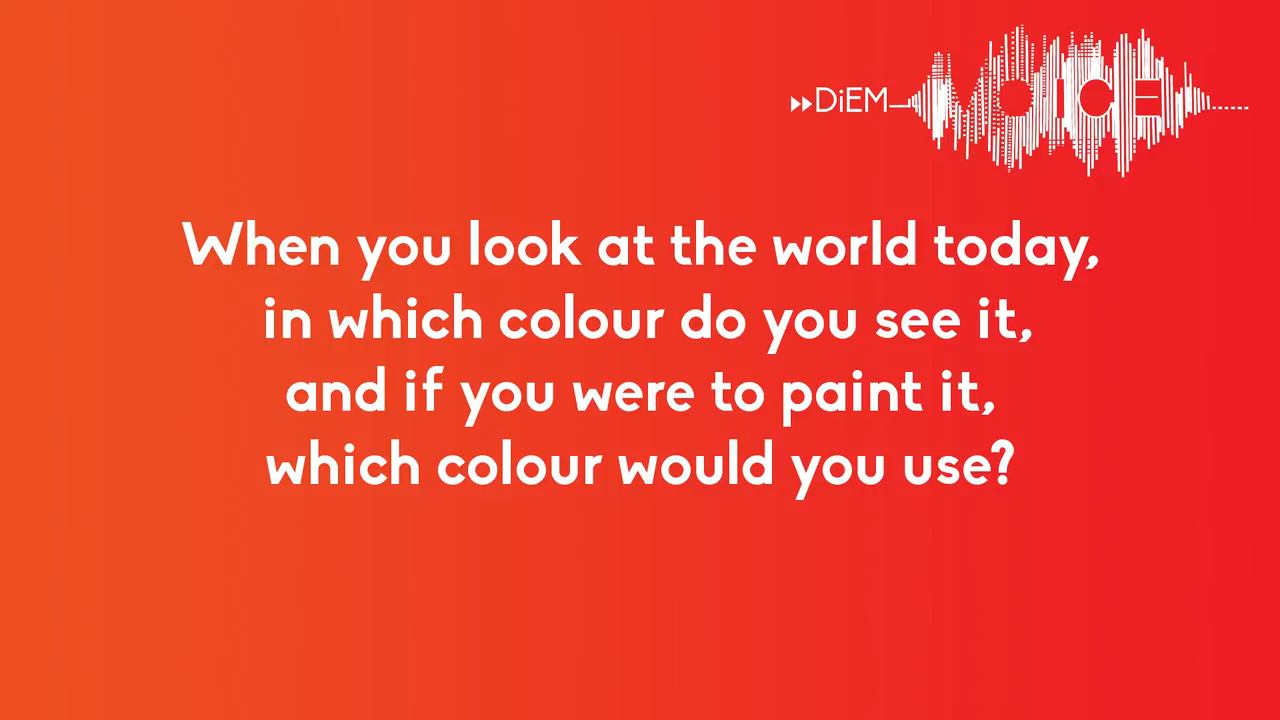 DiEM VOICE
When you look at the world today,
in which colour do you see it,
and if you were to paint it,
which colour would you use?